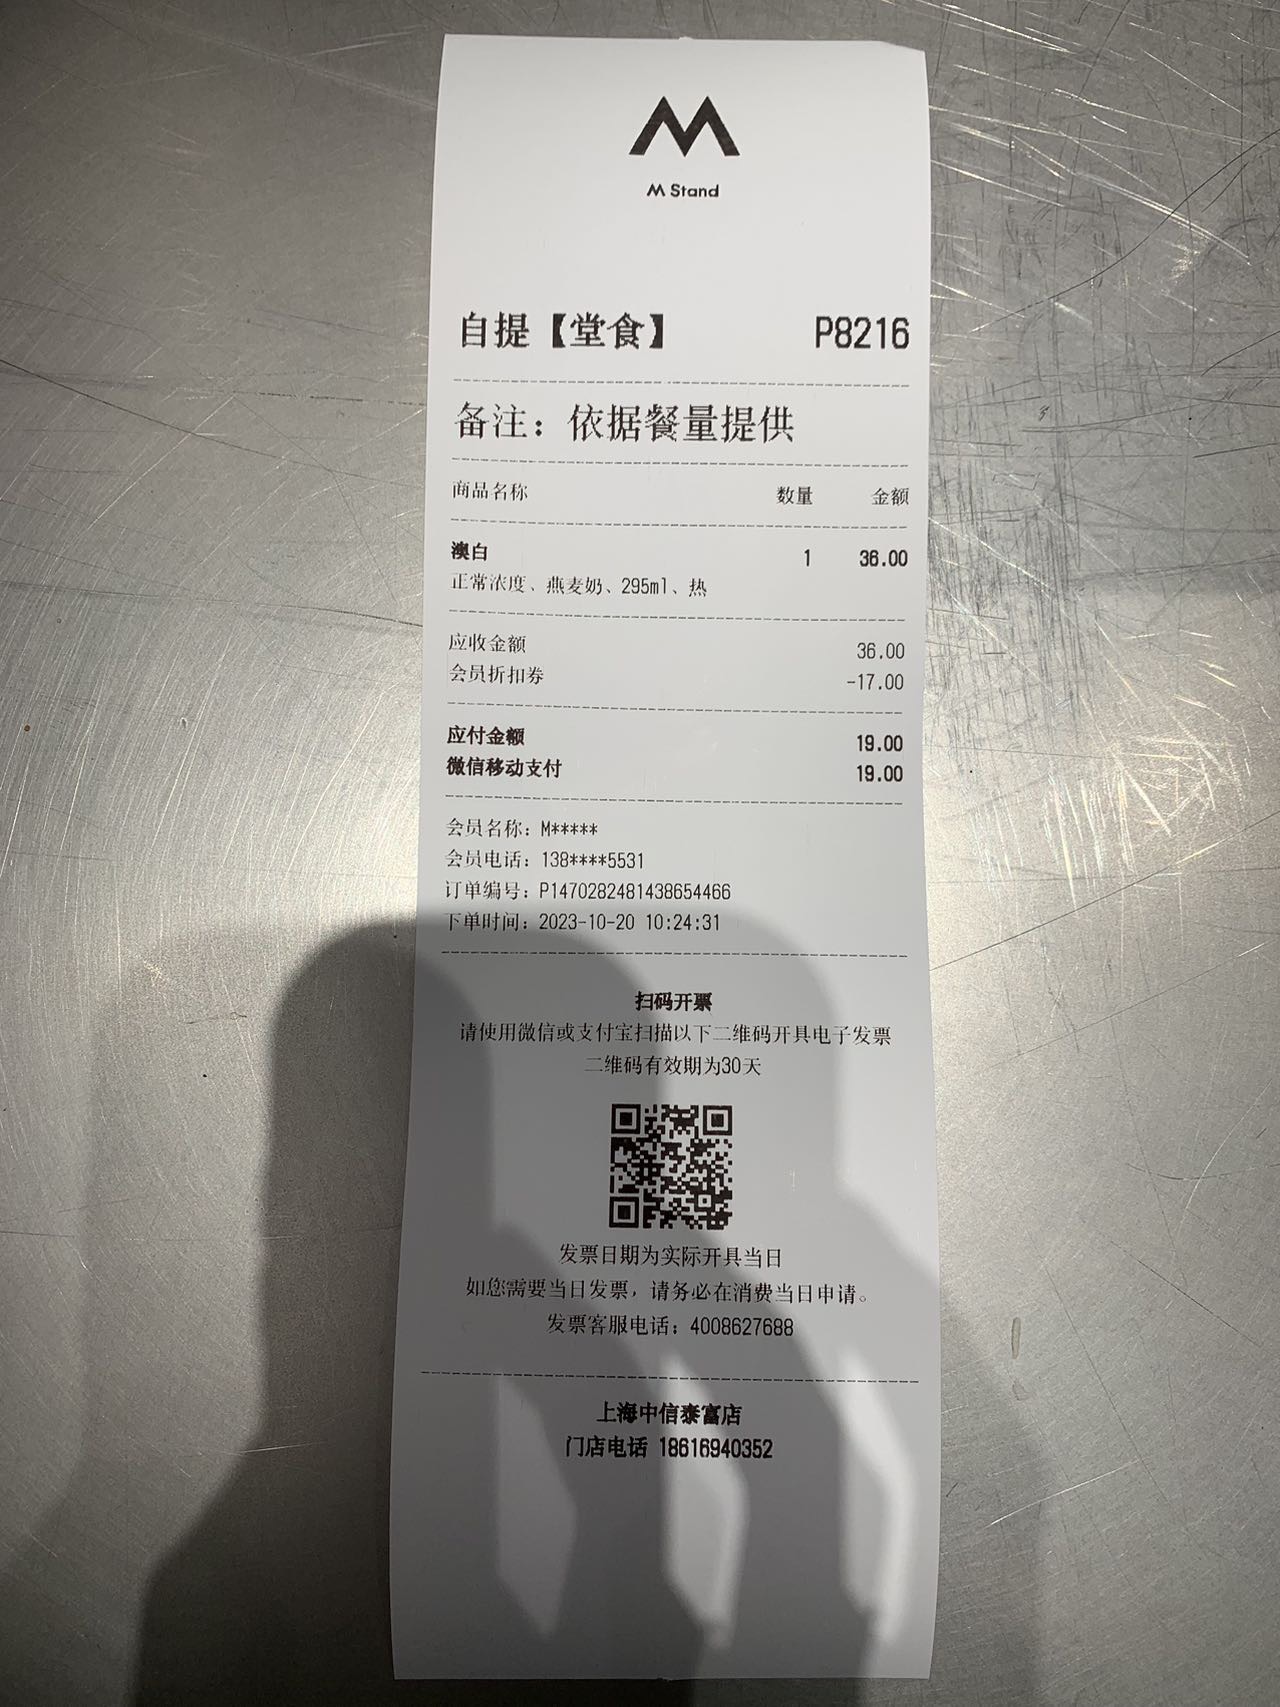 M Stand
自提【堂食】 P8216
备注：依据餐量提供
商品名称 数量 金额
澳白 1 36.00
正常浓度、燕麦奶、295ml、热
应收金额 36.00
会员折扣券 -17.00
应付金额 19.00
微信移动支付 19.00
会员名称：M*****
会员电话：138****5531
订单编号：P1470282481438654466
下单时间：2023-10-20 10:24:31
扫码开票
请使用微信或支付宝扫描以下二维码开具电子发票
二维码有效期为30天
发票日期为实际开具当日
如您需要当日发票，请务必在消费当日申请。
发票客服电话：4008627688
上海中信泰富店
门店电话 18616940352